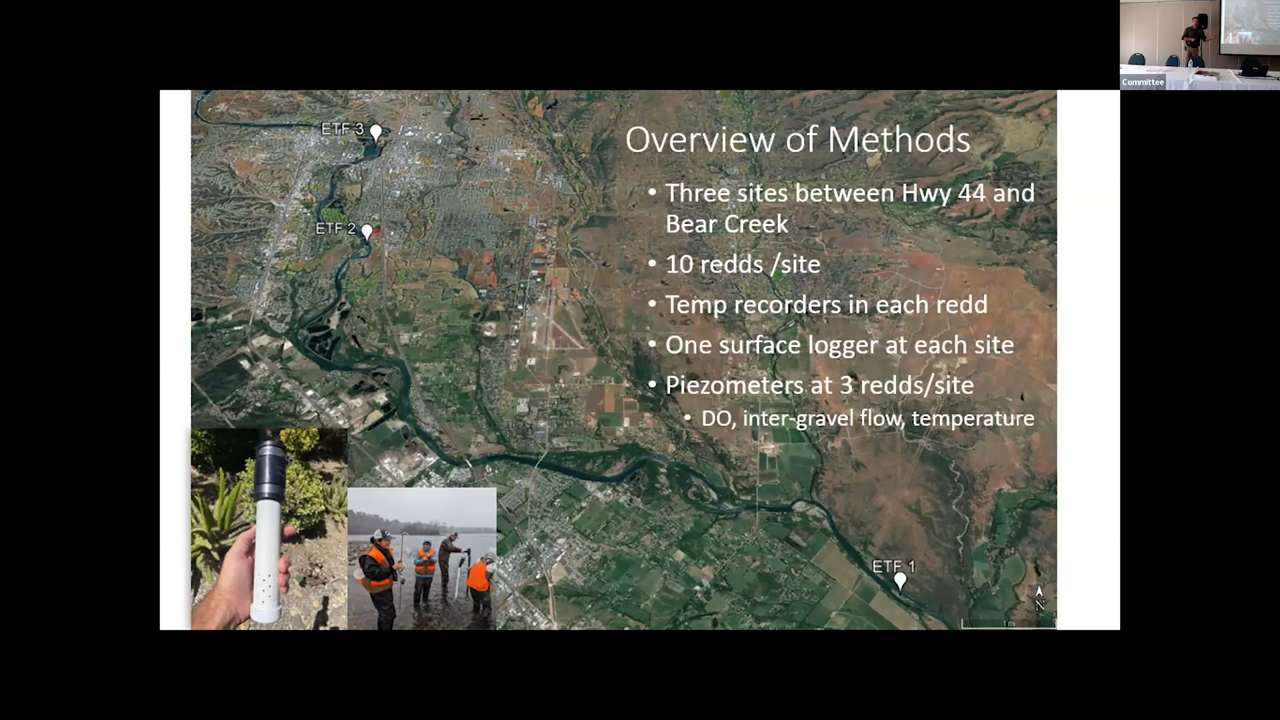 Committee
ETF 3
Overview of Methods
• Three sites between Hwy 44 and
Bear Creek
ETF 2
• 10 redds /site
• Temp recorders in each redd
• One surface logger at each site
• Piezometers at 3 redds/site
• DO, inter-gravel flow, temperature
ETF 1
N
1 m